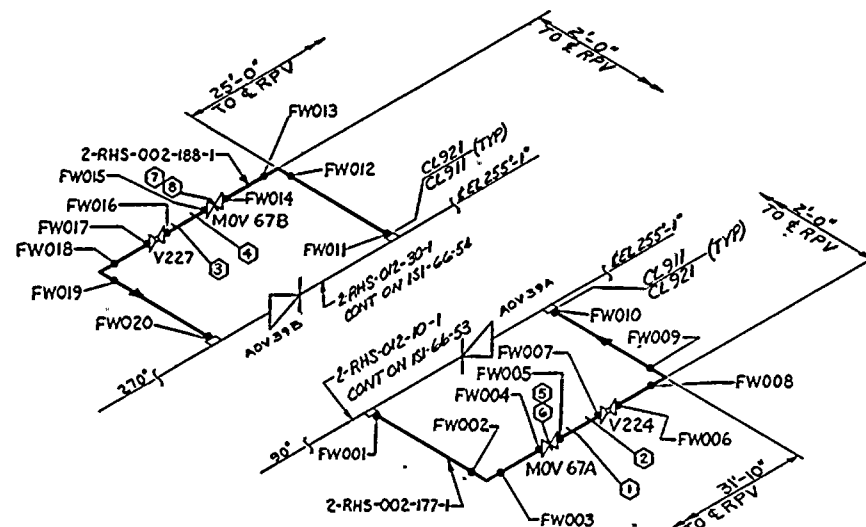 25'-0"
TO ℄ RPV
2'-0"
TO ℄ RPV
FW013
2-RHS-002-188-1
FW012
CL921
CL911 (TYP)
℄ EL 255'-1"
FW015
7
8
FW014
MOV 67B
FW016
FW017
V227
3
4
FW011
FW018
FW019
FW020
2-RHS-012-30-1
CONT ON ISI-66-54
AOV 39B
270°
2'-0"
TO ℄ RPV
℄ EL 255'-1"
CL911
CL921 (TYP)
AOV 39A
FW010
2-RHS-012-10-1
CONT ON ISI-66-53
FW007
FW009
FW005
FW004
5
6
FW008
FW002
V224
FW006
90°
FW001
MOV 67A
2
1
2-RHS-002-177-1
FW003
31'-10"
TO ℄ RPV